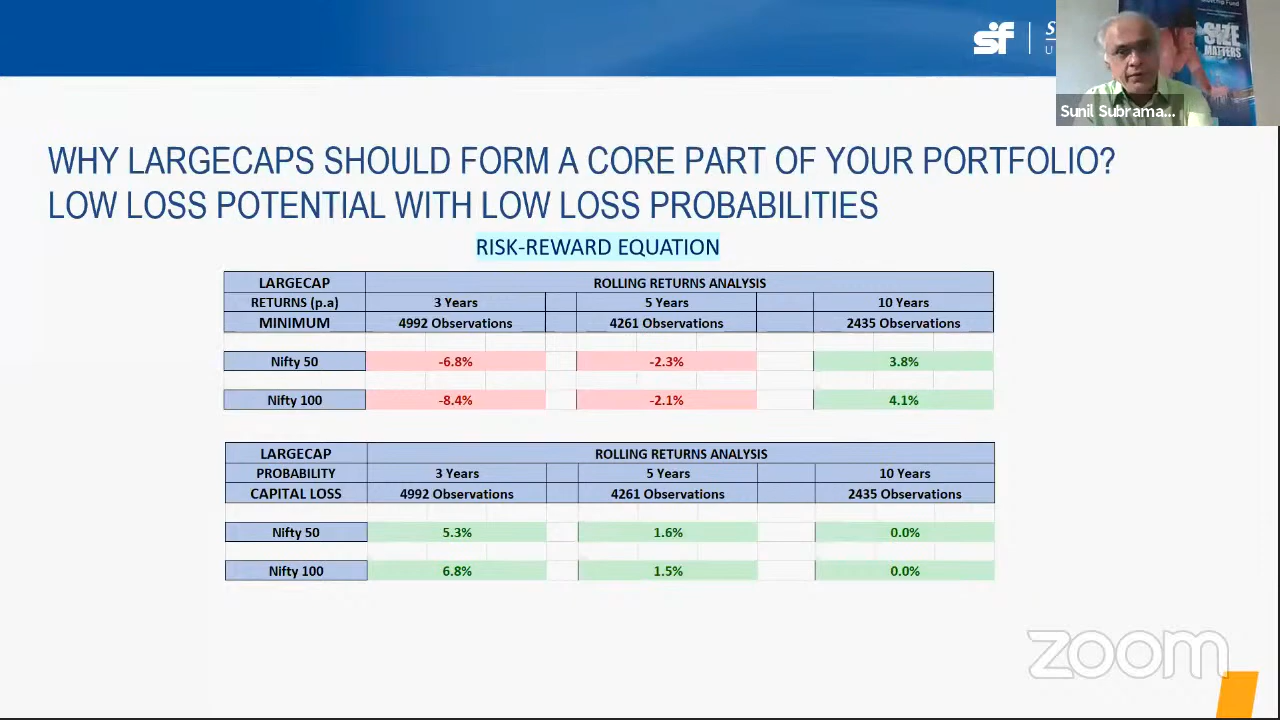 sf
SIZE
MATTERS
Sunil Subrama...
WHY LARGECAPS SHOULD FORM A CORE PART OF YOUR PORTFOLIO?
LOW LOSS POTENTIAL WITH LOW LOSS PROBABILITIES
RISK-REWARD EQUATION
LARGECAP ROLLING RETURNS ANALYSIS
RETURNS (p.a) 3 Years 5 Years 10 Years
MINIMUM 4992 Observations 4261 Observations 2435 Observations
Nifty 50 -6.8% -2.3% 3.8%
Nifty 100 -8.4% -2.1% 4.1%
LARGECAP ROLLING RETURNS ANALYSIS
PROBABILITY 3 Years 5 Years 10 Years
CAPITAL LOSS 4992 Observations 4261 Observations 2435 Observations
Nifty 50 5.3% 1.6% 0.0%
Nifty 100 6.8% 1.5% 0.0%
zoom